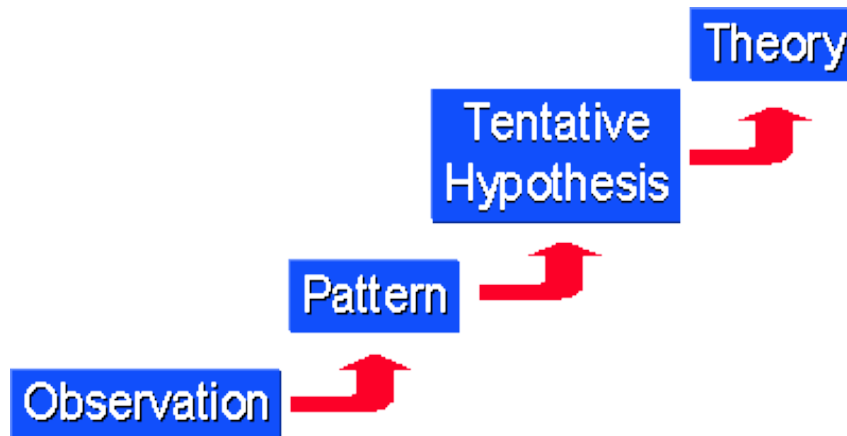 Theory
Tentative
Hypothesis
Pattern
Observation